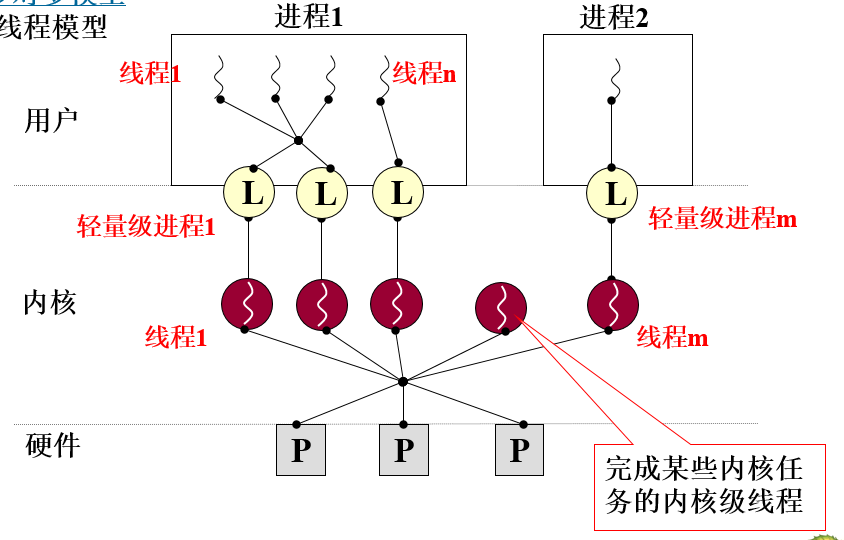 线程模型
进程1
进程2
线程1
线程n
用户
L
L
L
L
轻量级进程1
轻量级进程m
内核
线程1
线程m
硬件
P
P
P
完成某些内核任
务的内核级线程